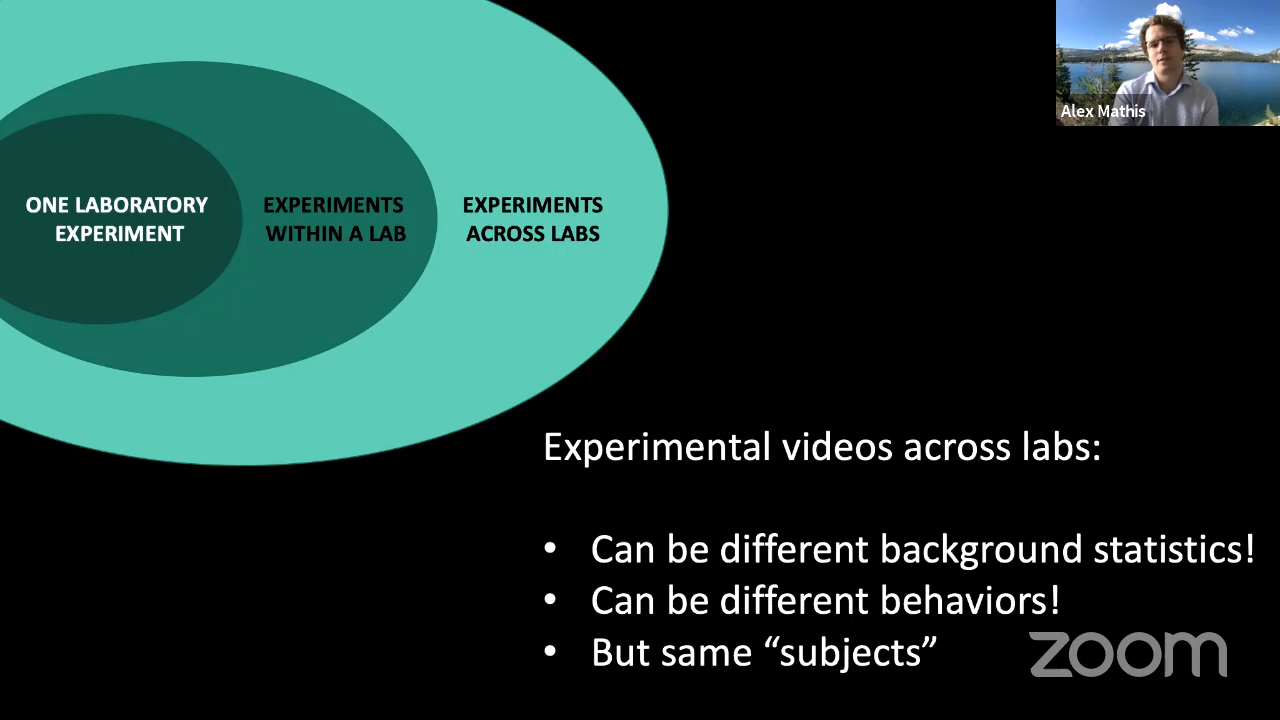 Alex Mathis
ONE LABORATORY
EXPERIMENT
EXPERIMENTS
WITHIN A LAB
EXPERIMENTS
ACROSS LABS
Experimental videos across labs:
• Can be different background statistics!
• Can be different behaviors!
• But same “subjects”
zoom